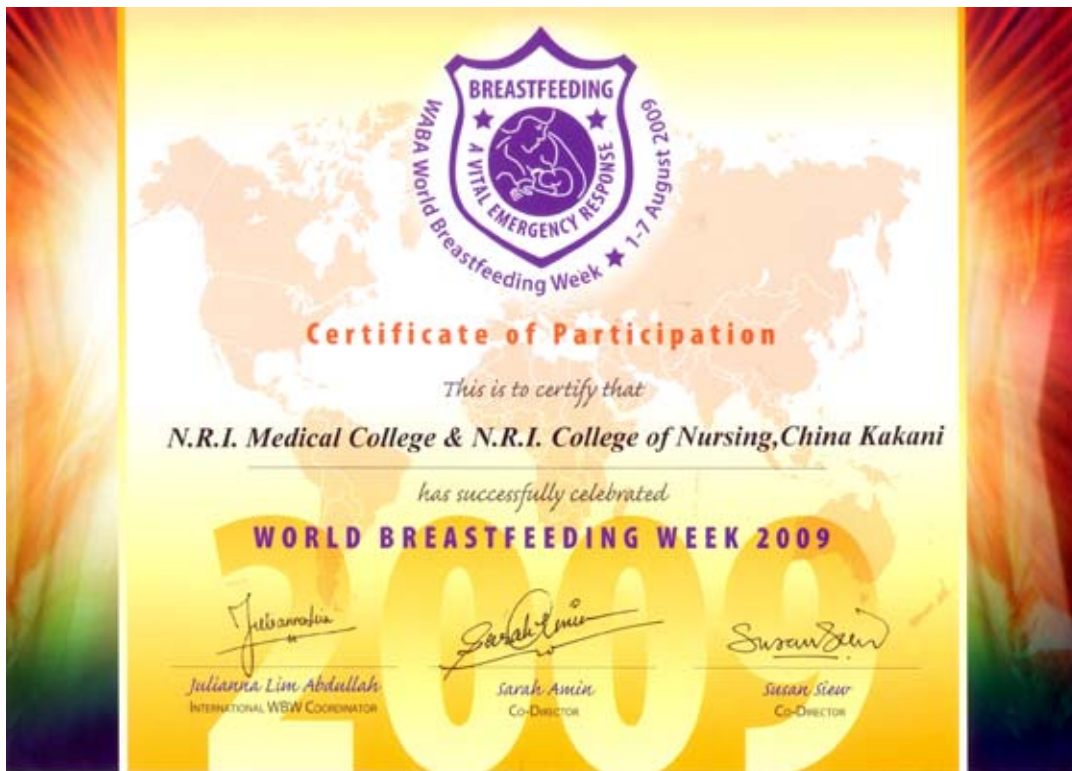 BREASTFEEDING
A VITAL EMERGENCY RESPONSE
WABA World Breastfeeding Week ★ 1-7 August 2009
Certificate of Participation
This is to certify that
N.R.I. Medical College & N.R.I. College of Nursing,China Kakani
has successfully celebrated
WORLD BREASTFEEDING WEEK 2009
2009
Julianna Lim Abdullah
INTERNATIONAL WBW COORDINATOR
Sarah Amin
CO-DIRECTOR
Susan Siew
CO-DIRECTOR